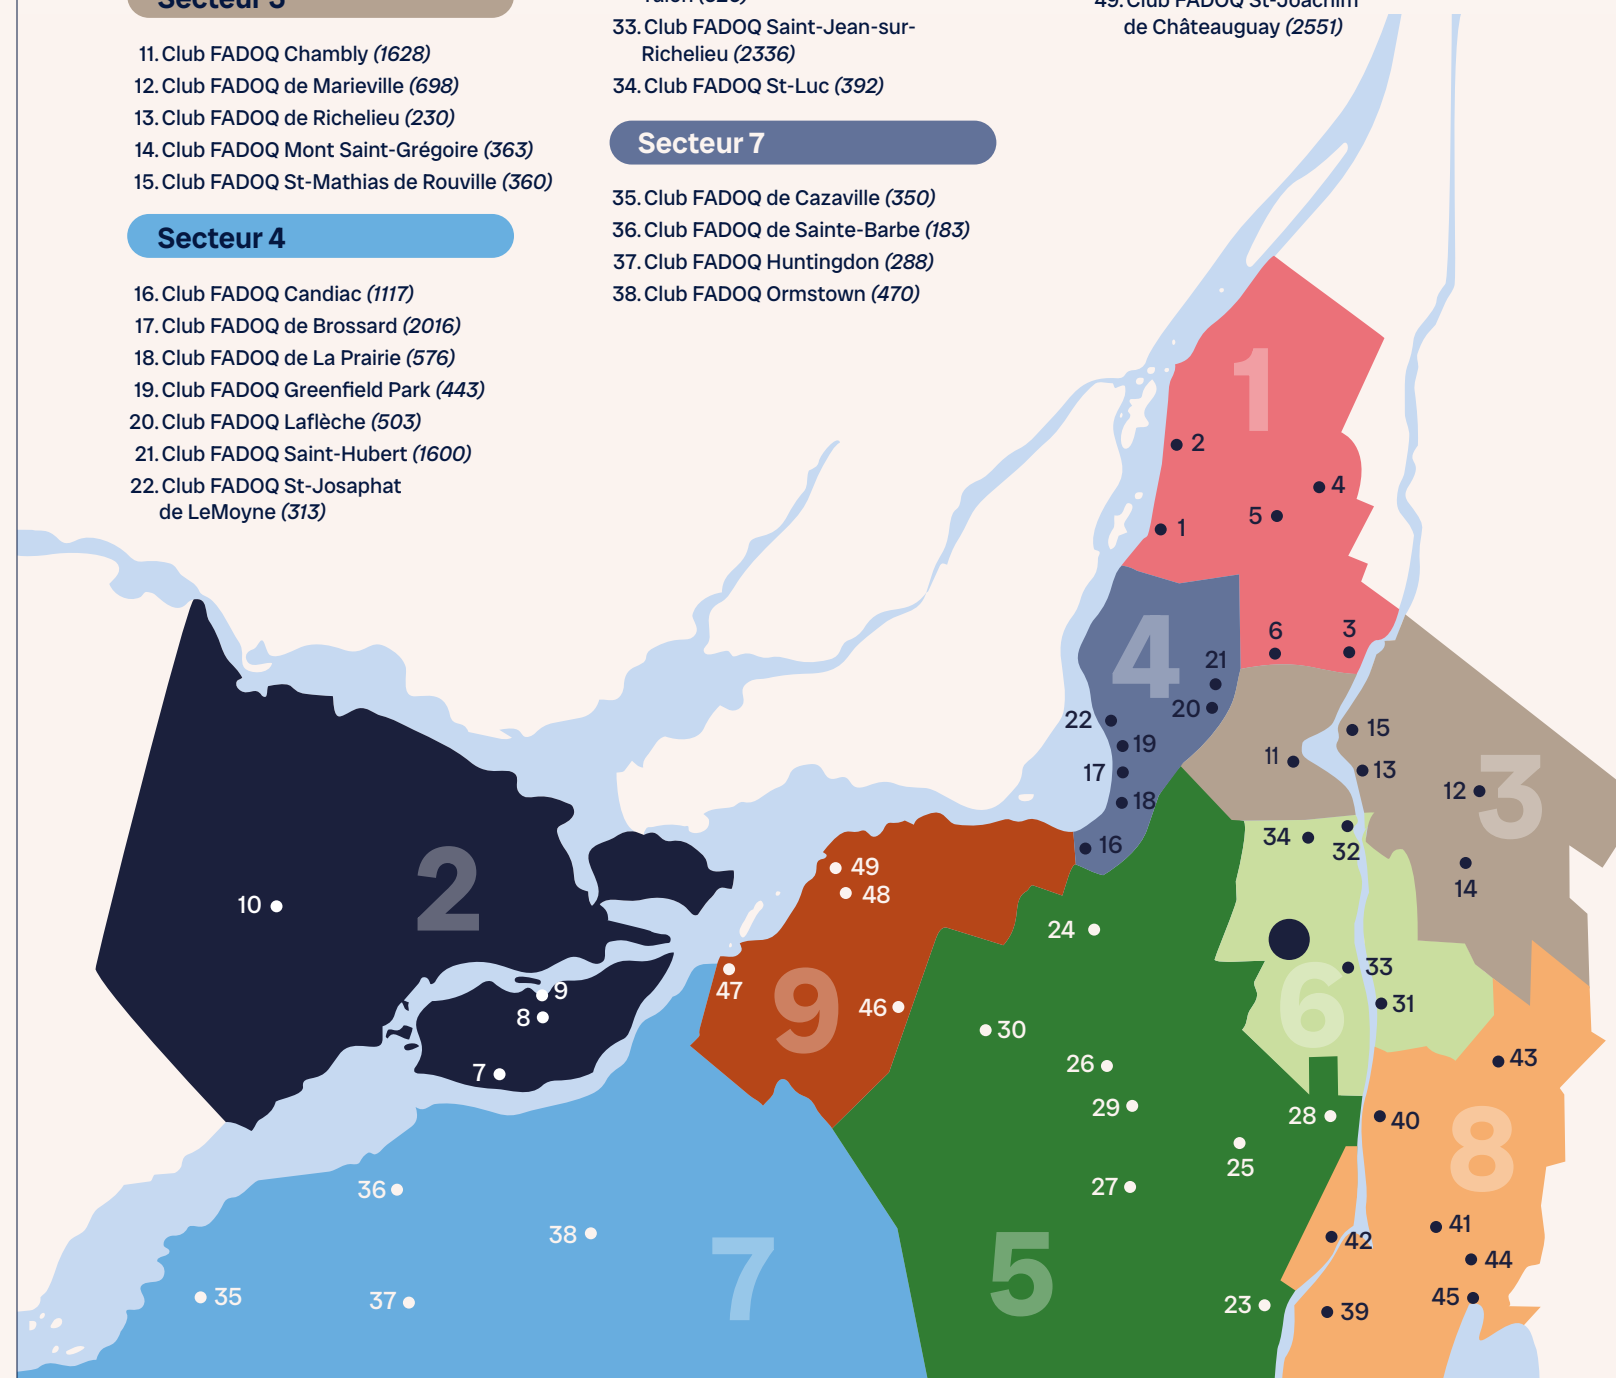 Secteur 3
11. Club FADOQ Chambly (1628)
12. Club FADOQ de Marieville (698)
13. Club FADOQ de Richelieu (230)
14. Club FADOQ Mont Saint-Grégoire (363)
15. Club FADOQ St-Mathias de Rouville (360)
Secteur 4
16. Club FADOQ Candiac (1117)
17. Club FADOQ de Brossard (2016)
18. Club FADOQ de La Prairie (576)
19. Club FADOQ Greenfield Park (443)
20. Club FADOQ Laflèche (503)
21. Club FADOQ Saint-Hubert (1600)
22. Club FADOQ St-Josaphat
de LeMoyne (313)
33. Club FADOQ Saint-Jean-sur-
Richelieu (2336)
34. Club FADOQ St-Luc (392)
Secteur 7
35. Club FADOQ de Cazaville (350)
36. Club FADOQ de Sainte-Barbe (183)
37. Club FADOQ Huntingdon (288)
38. Club FADOQ Ormstown (470)
49. Club FADOQ St-Joachim
de Châteauguay (2551)
1
2
4
5
1
6
3
4
21
20
22
19
17
18
16
15
11
13
3
12
14
34
32
33
6
31
2
10
9
8
7
49
48
47
9
46
24
30
26
29
28
25
27
5
23
43
40
8
41
42
44
45
39
36
38
7
35
37